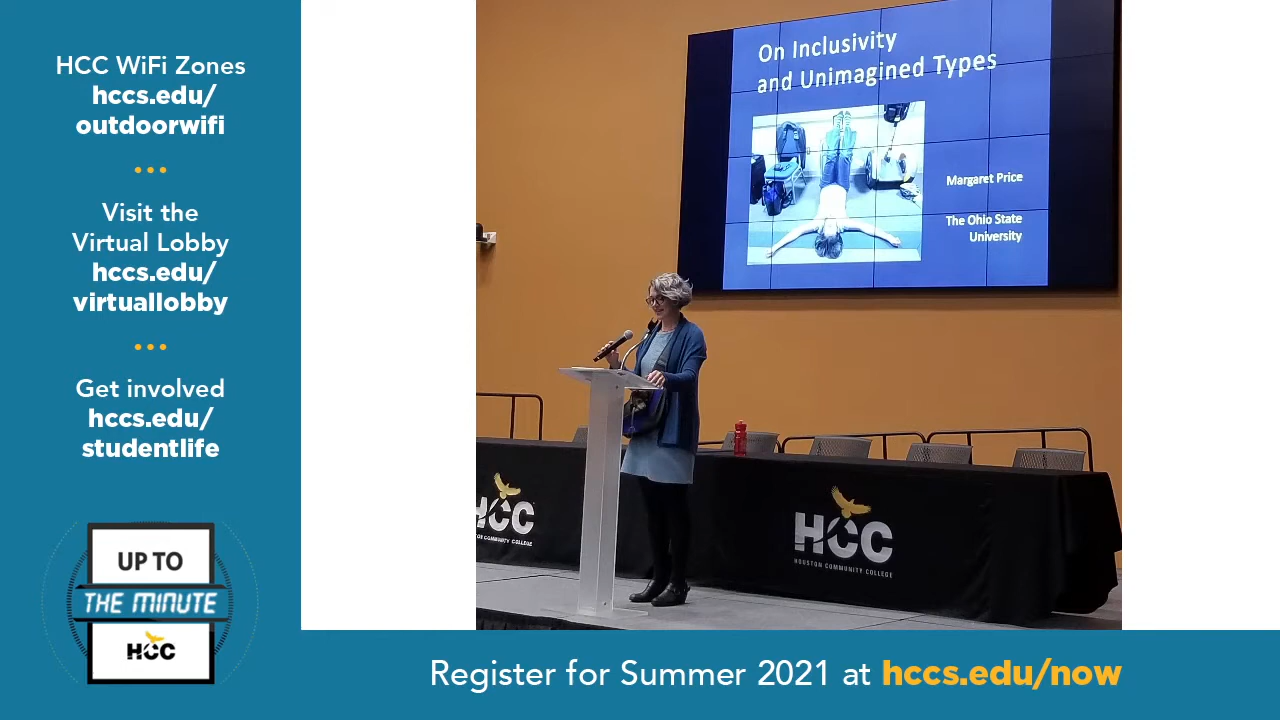 HCC WiFi Zones
hccs.edu/
outdoorwifi
Visit the
Virtual Lobby
hccs.edu/
virtuallobby
Get involved
hccs.edu/
studentlife
UP TO
THE MINUTE
HCC
On Inclusivity
and Unimagined Types
Margaret Price
The Ohio State
University
HCC
COMMUNITY COLLEGE
HCC
HOUSTON COMMUNITY COLLEGE
Register for Summer 2021 at hccs.edu/now